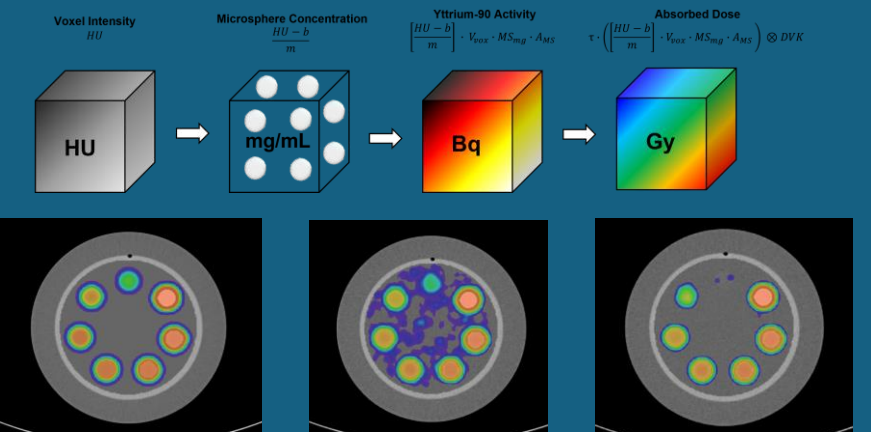 Voxel Intensity
HU
Microsphere Concentration
HU − b
m
Yttrium-90 Activity
[HU − b / m] · V_vox · MS_mg · A_MS
Absorbed Dose
τ · ([HU − b / m] · V_vox · MS_mg · A_MS) ⊗ DVK
HU
mg/mL
Bq
Gy